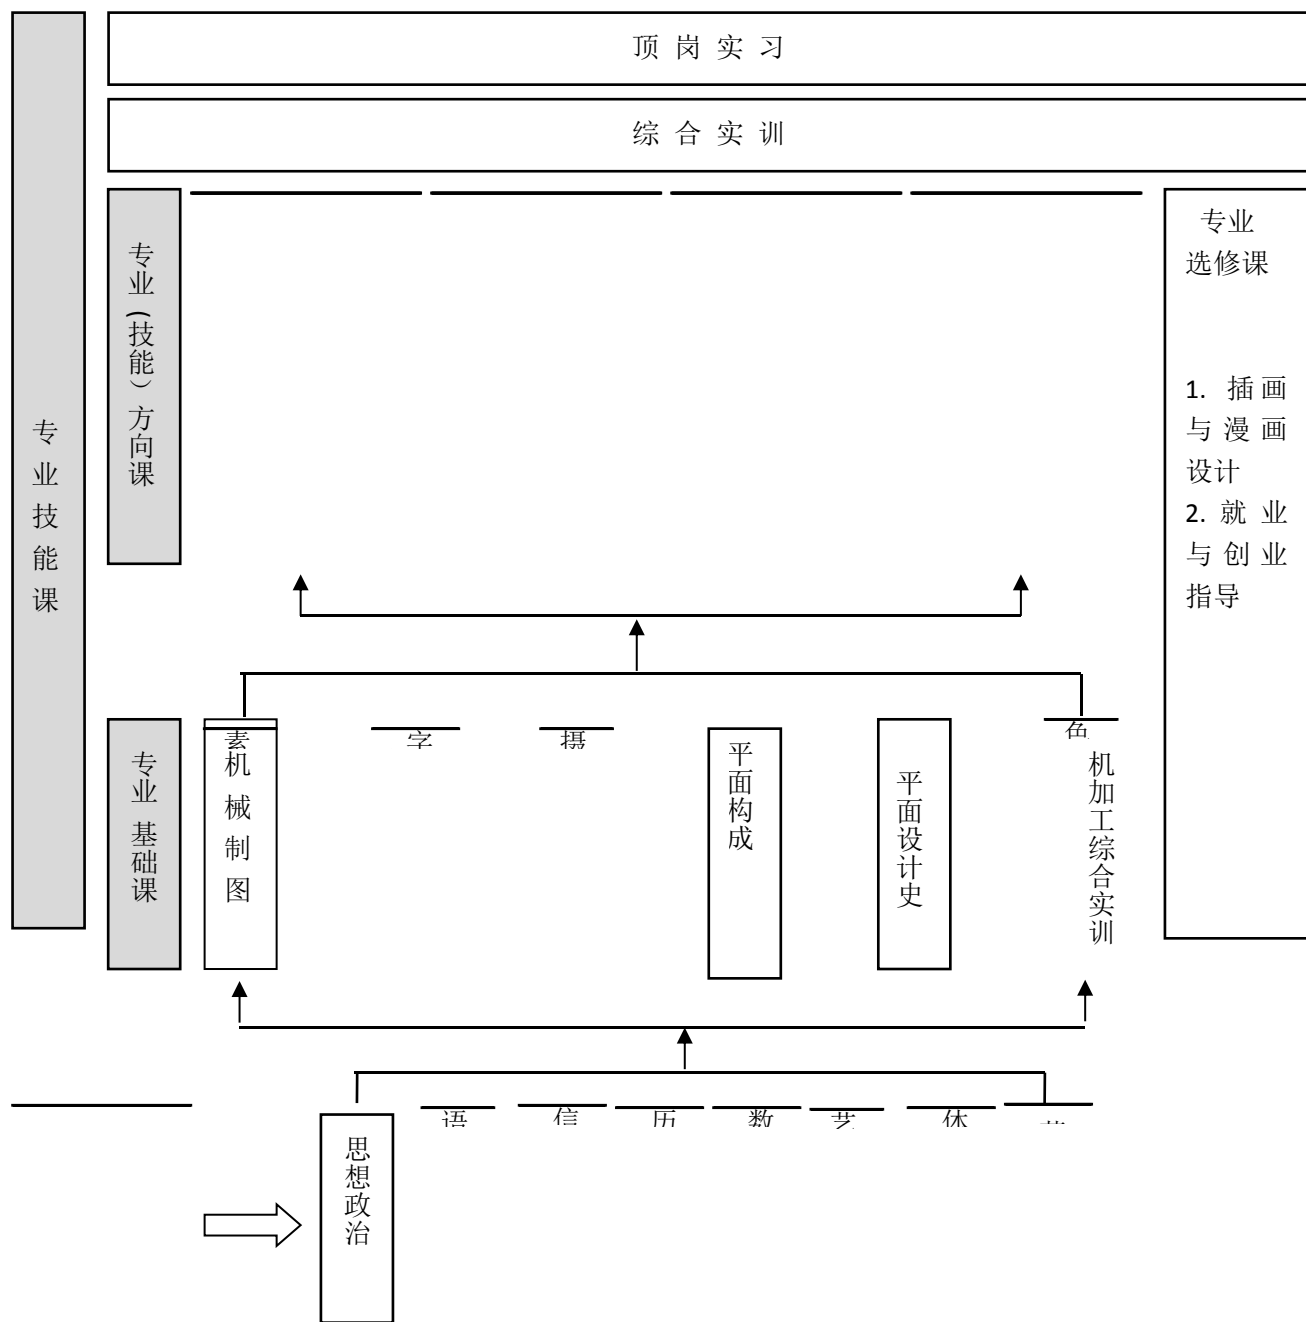 顶 岗 实 习
综 合 实 训
专业技能课
专业（技能）方向课
专业
选修课
1. 插画
与漫画
设计
2. 就业
与创业
指导
专业基础课
机械制图
平面构成
平面设计史
机加工综合实训
思想政治